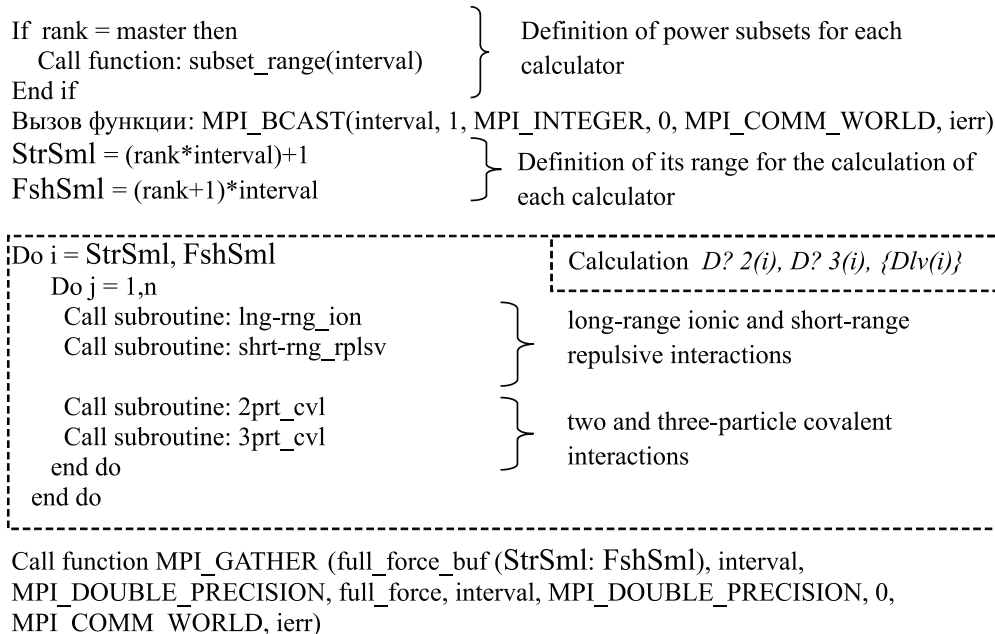 If rank = master then
Call function: subset_range(interval)
End if
Definition of power subsets for each
calculator
Вызов функции: MPI_BCAST(interval, 1, MPI_INTEGER, 0, MPI_COMM_WORLD, ierr)
StrSml = (rank*interval)+1
FshSml = (rank+1)*interval
Definition of its range for the calculation of
each calculator
Do i = StrSml, FshSml
Calculation D? 2(i), D? 3(i), {Dlv(i)}
Do j = 1,n
Call subroutine: lng-rng_ion
Call subroutine: shrt-rng_rplsv
long-range ionic and short-range
repulsive interactions
Call subroutine: 2prt_cvl
Call subroutine: 3prt_cvl
two and three-particle covalent
interactions
end do
end do
Call function MPI_GATHER (full_force_buf (StrSml: FshSml), interval,
MPI_DOUBLE_PRECISION, full_force, interval, MPI_DOUBLE_PRECISION, 0,
MPI_COMM_WORLD, ierr)